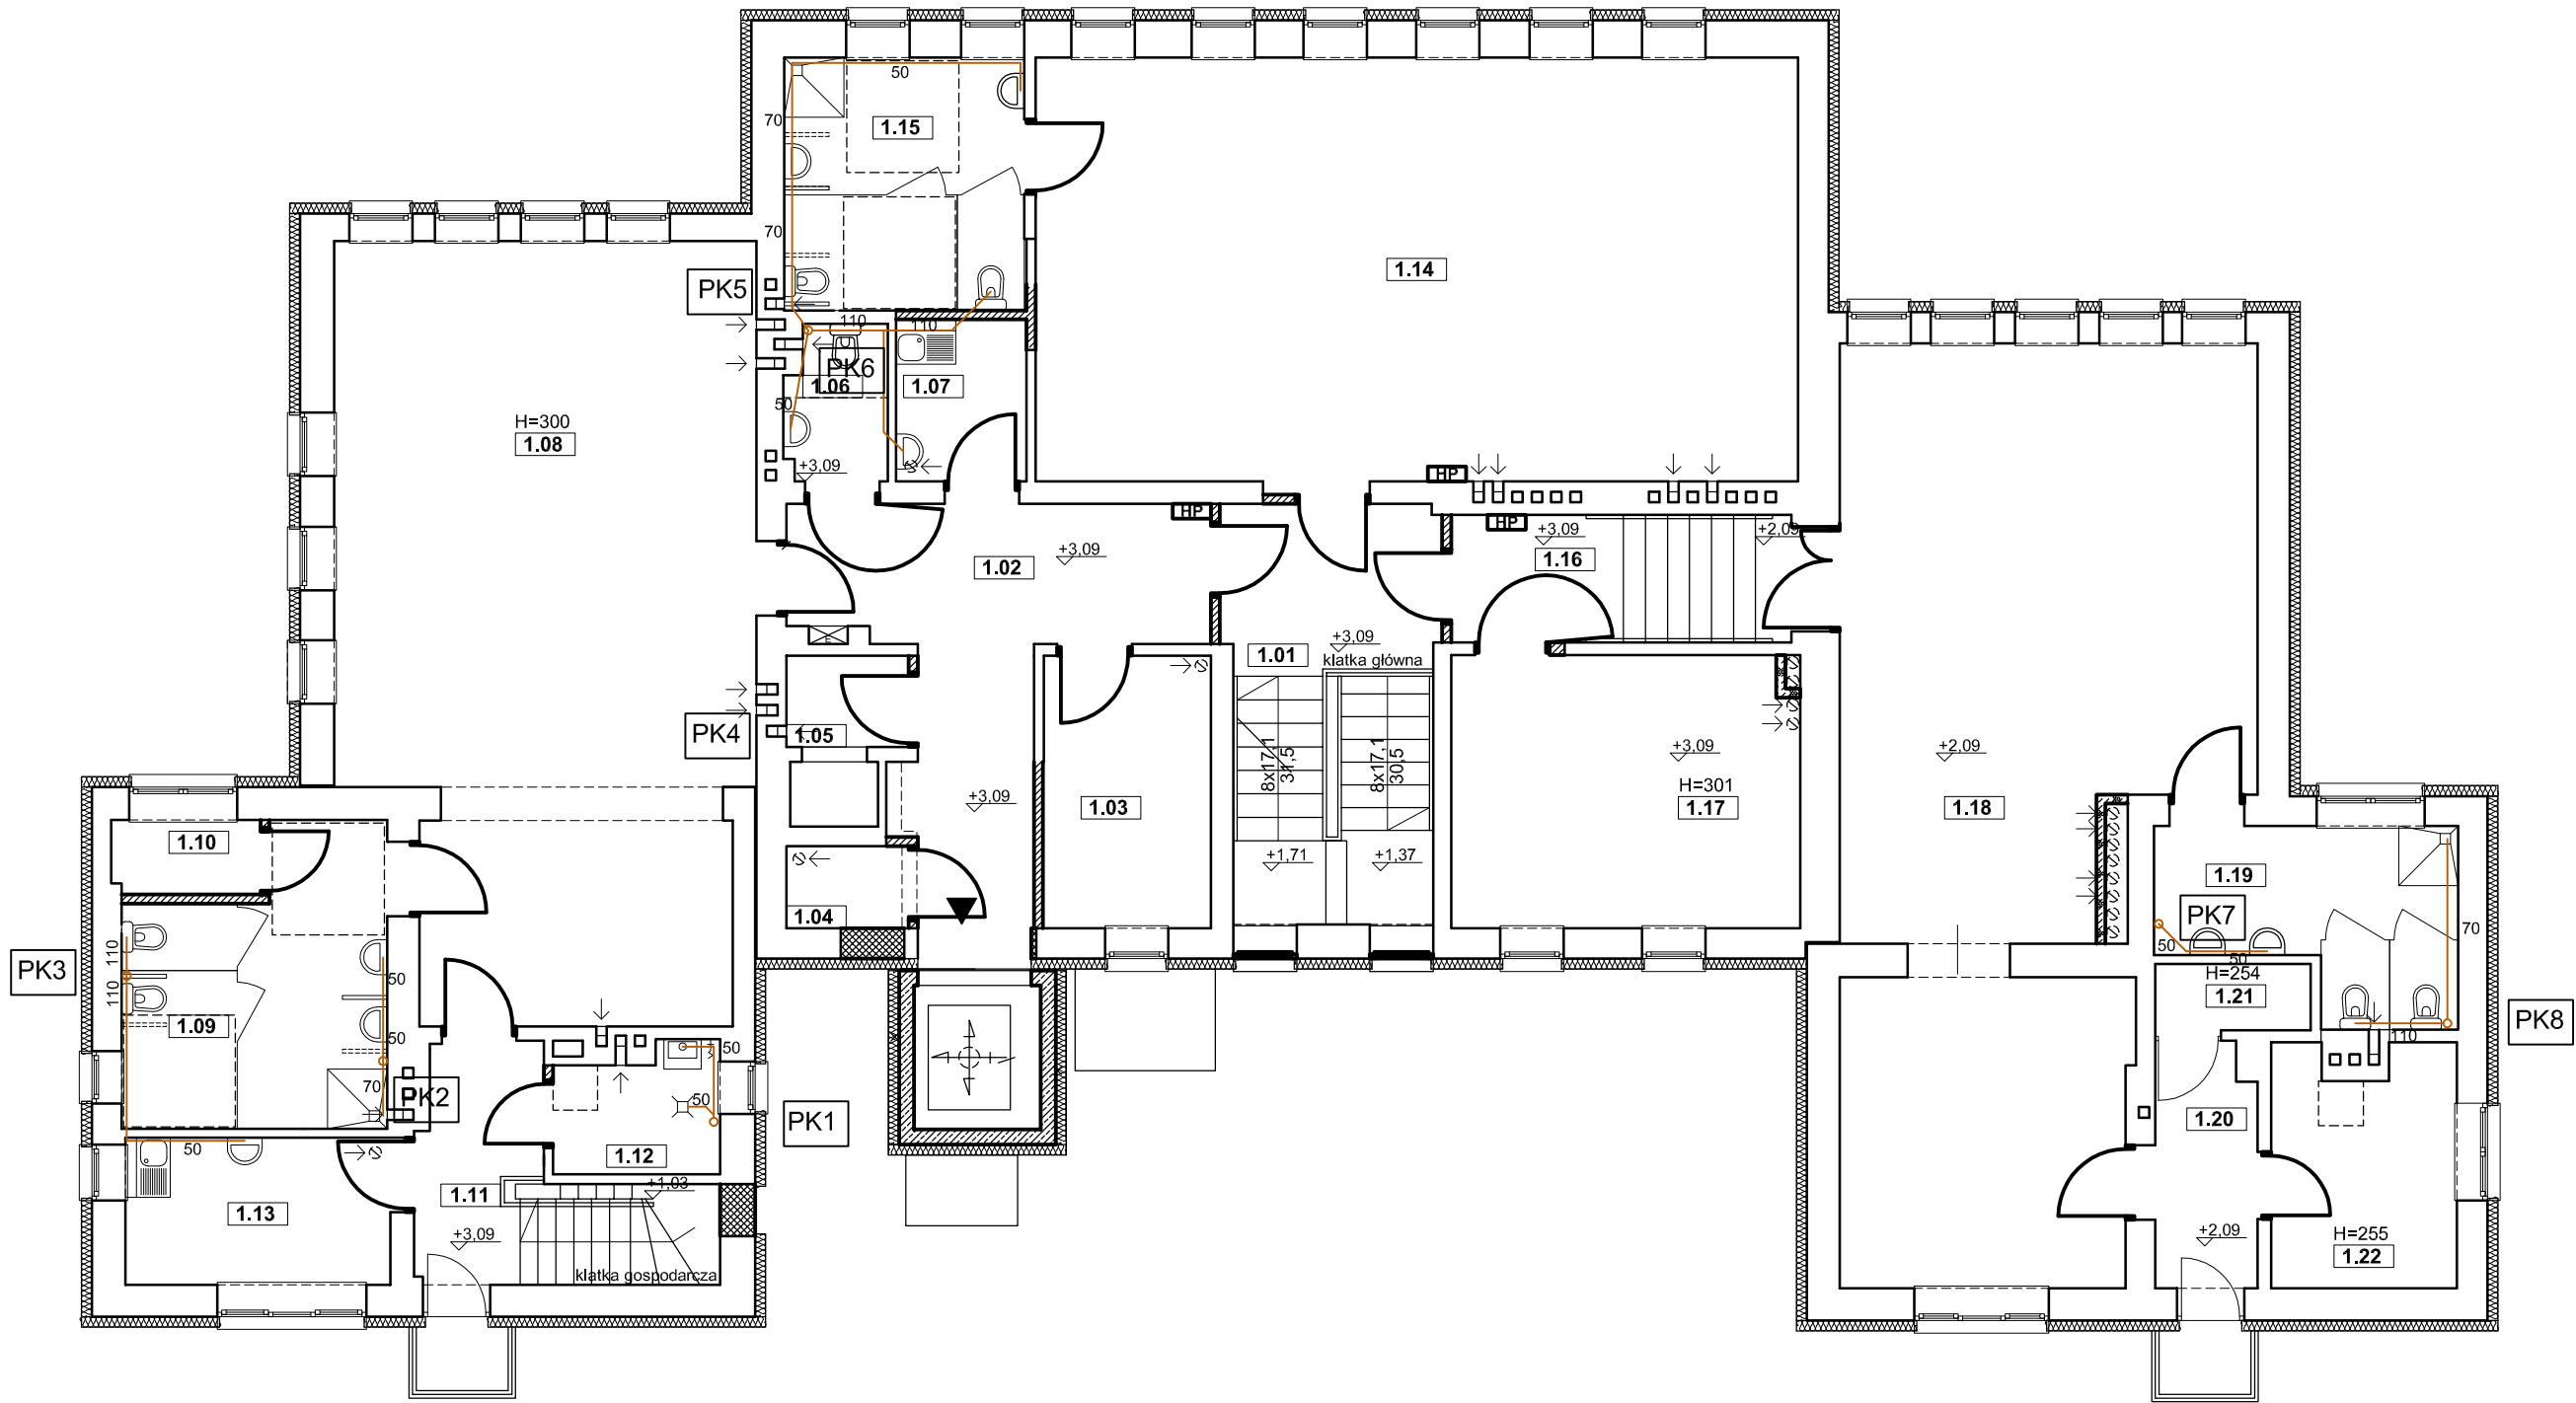 50
70
1.15
70
1.14
PK5
110
110
PK6
1.06
1.07
50
H=300
1.08
+3,09
HP
HP
HP
+3,09
+2,09
1.02
+3,09
1.16
+3,09
1.01
klatka główna
E
PK4
1.05
8x17,1
31,5
8x17,1
30,5
+3,09
H=301
1.17
+2,09
1.18
+3,09
1.03
1.10
+1,71
+1,37
1.04
1.19
PK7
50
50
70
PK3
110
110
50
1.09
50
H=254
1.21
PK8
110
70
PK2
50
50
PK1
1.20
50
1.12
1.11
+1,03
1.13
+3,09
klatka gospodarcza
+2,09
H=255
1.22